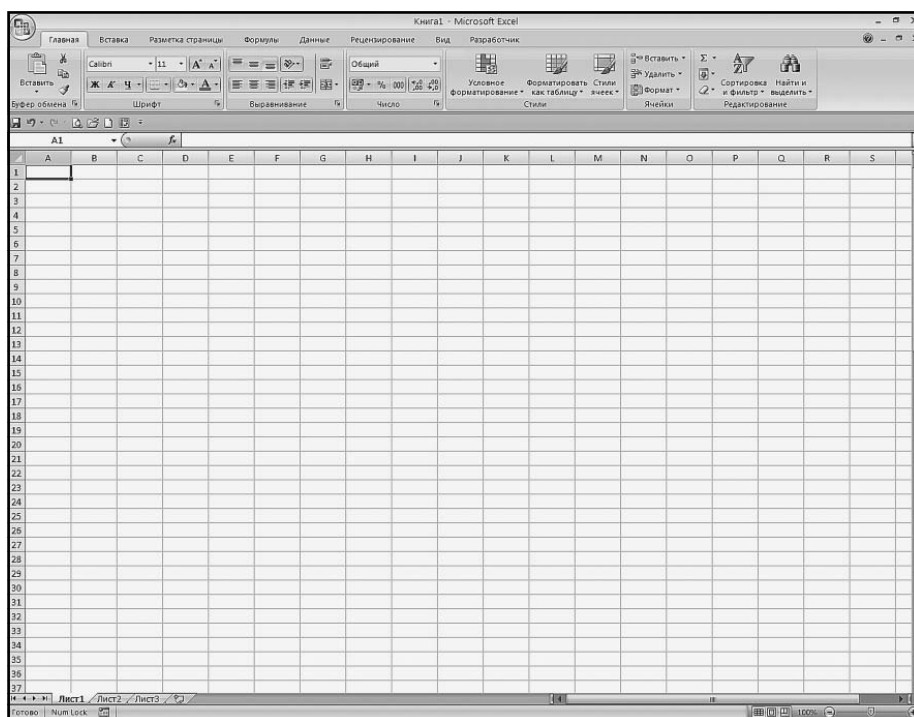 Книга1 - Microsoft Excel
Главная Вставка Разметка страницы Формулы Данные Рецензирование Вид Разработчик
Вставить
Calibri 11
Ж К Ч
Общий
% 000
Условное форматирование
Форматировать как таблицу
Стили ячеек
Вставить
Удалить
Формат
Σ
Сортировка и фильтр
Найти и выделить
Буфер обмена Шрифт Выравнивание Число Стили Ячейки Редактирование
A1 fx
A B C D E F G H I J K L M N O P Q R S
1
2
3
4
5
6
7
8
9
10
11
12
13
14
15
16
17
18
19
20
21
22
23
24
25
26
27
28
29
30
31
32
33
34
35
36
37
Лист1 Лист2 Лист3
Готово Num Lock 100%